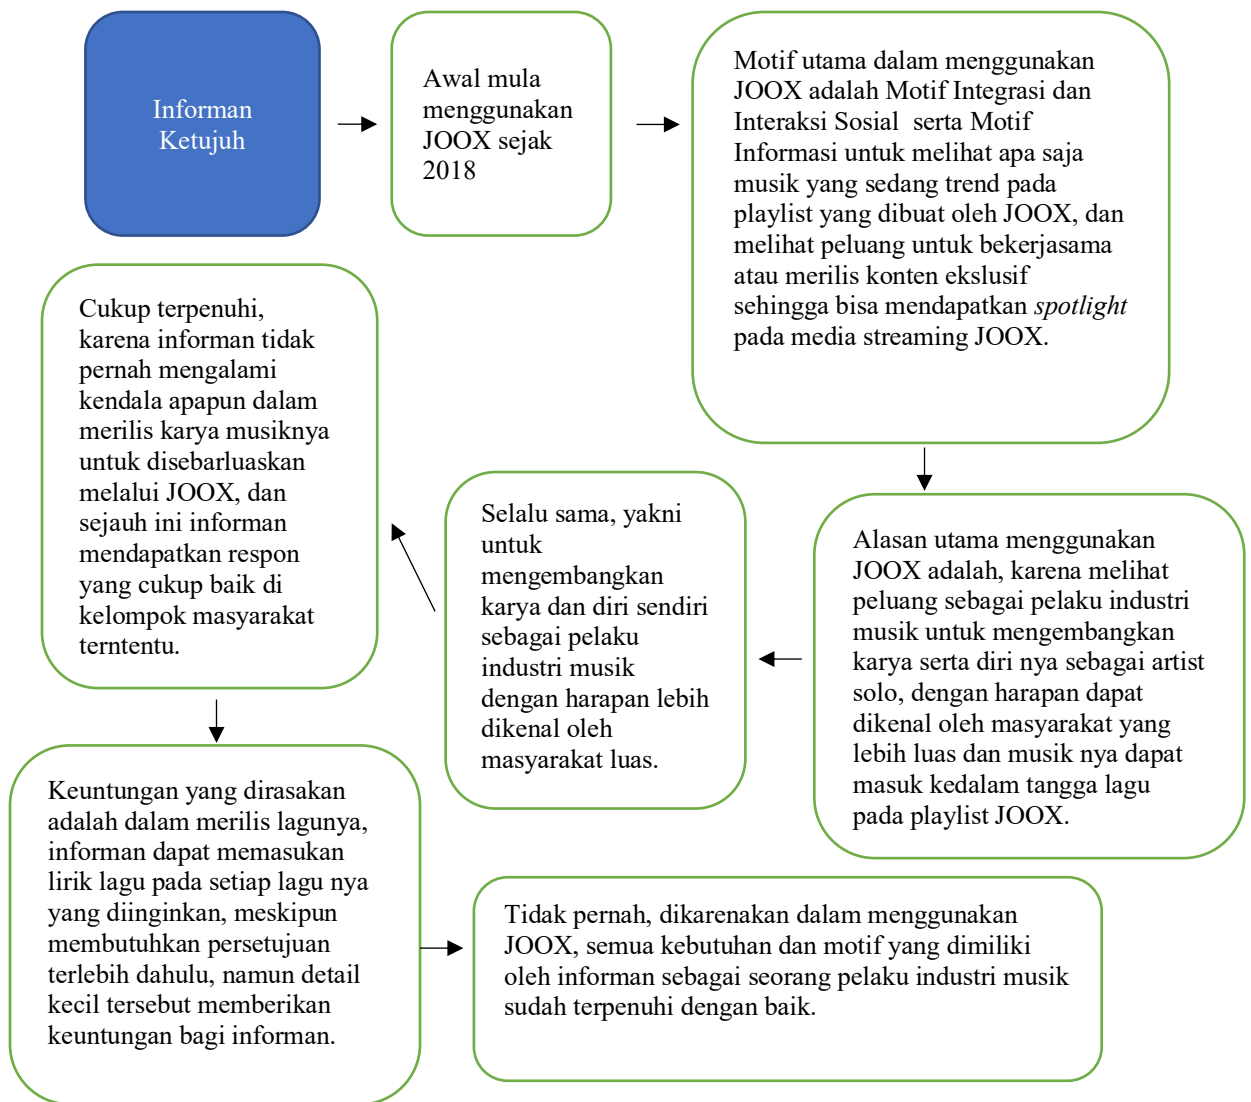 Informan
Ketujuh
Awal mula
menggunakan
JOOX sejak
2018
Motif utama dalam menggunakan
JOOX adalah Motif Integrasi dan
Interaksi Sosial serta Motif
Informasi untuk melihat apa saja
musik yang sedang trend pada
playlist yang dibuat oleh JOOX, dan
melihat peluang untuk bekerjasama
atau merilis konten ekslusif
sehingga bisa mendapatkan spotlight
pada media streaming JOOX.
Alasan utama menggunakan
JOOX adalah, karena melihat
peluang sebagai pelaku industri
musik untuk mengembangkan
karya serta diri nya sebagai artist
solo, dengan harapan dapat
dikenal oleh masyarakat yang
lebih luas dan musik nya dapat
masuk kedalam tangga lagu
pada playlist JOOX.
Selalu sama, yakni
untuk
mengembangkan
karya dan diri sendiri
sebagai pelaku
industri musik
dengan harapan lebih
dikenal oleh
masyarakat luas.
Cukup terpenuhi,
karena informan tidak
pernah mengalami
kendala apapun dalam
merilis karya musiknya
untuk disebarluaskan
melalui JOOX, dan
sejauh ini informan
mendapatkan respon
yang cukup baik di
kelompok masyarakat
terntentu.
Keuntungan yang dirasakan
adalah dalam merilis lagunya,
informan dapat memasukan
lirik lagu pada setiap lagu nya
yang diinginkan, meskipun
membutuhkan persetujuan
terlebih dahulu, namun detail
kecil tersebut memberikan
keuntungan bagi informan.
Tidak pernah, dikarenakan dalam menggunakan
JOOX, semua kebutuhan dan motif yang dimiliki
oleh informan sebagai seorang pelaku industri musik
sudah terpenuhi dengan baik.